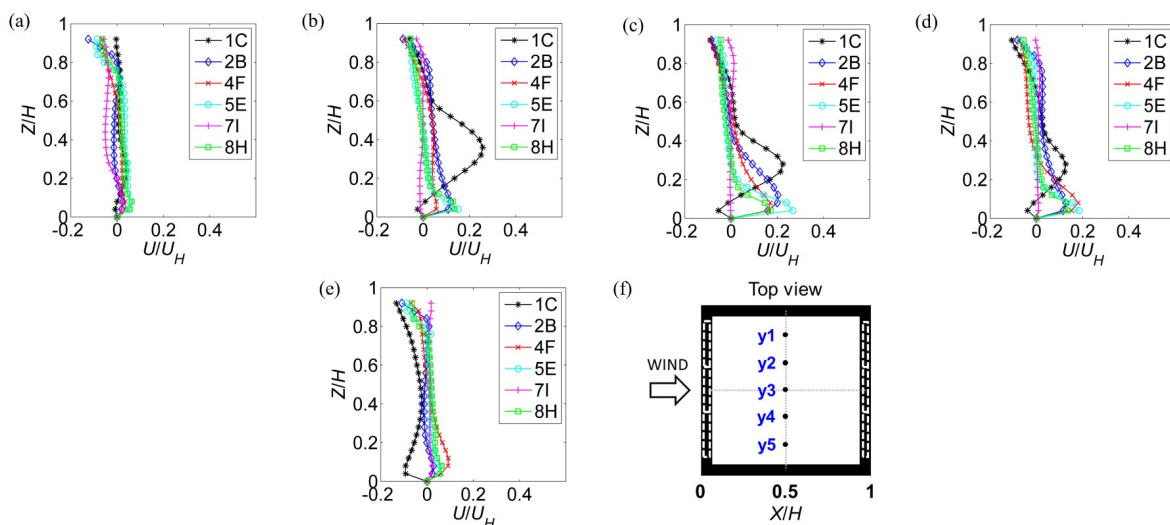 (a)
1
0.8
0.6
0.4
0.2
0
Z/H
-0.2 0 0.2 0.4
U/U_H
1C
2B
4F
5E
7I
8H
(b)
1
0.8
0.6
0.4
0.2
0
Z/H
-0.2 0 0.2 0.4
U/U_H
1C
2B
4F
5E
7I
8H
(c)
1
0.8
0.6
0.4
0.2
0
Z/H
-0.2 0 0.2 0.4
U/U_H
1C
2B
4F
5E
7I
8H
(d)
1
0.8
0.6
0.4
0.2
0
Z/H
-0.2 0 0.2 0.4
U/U_H
1C
2B
4F
5E
7I
8H
(e)
1
0.8
0.6
0.4
0.2
0
Z/H
-0.2 0 0.2 0.4
U/U_H
1C
2B
4F
5E
7I
8H
(f)
Top view
y1
y2
WIND
y3
y4
y5
0 0.5 1
X/H